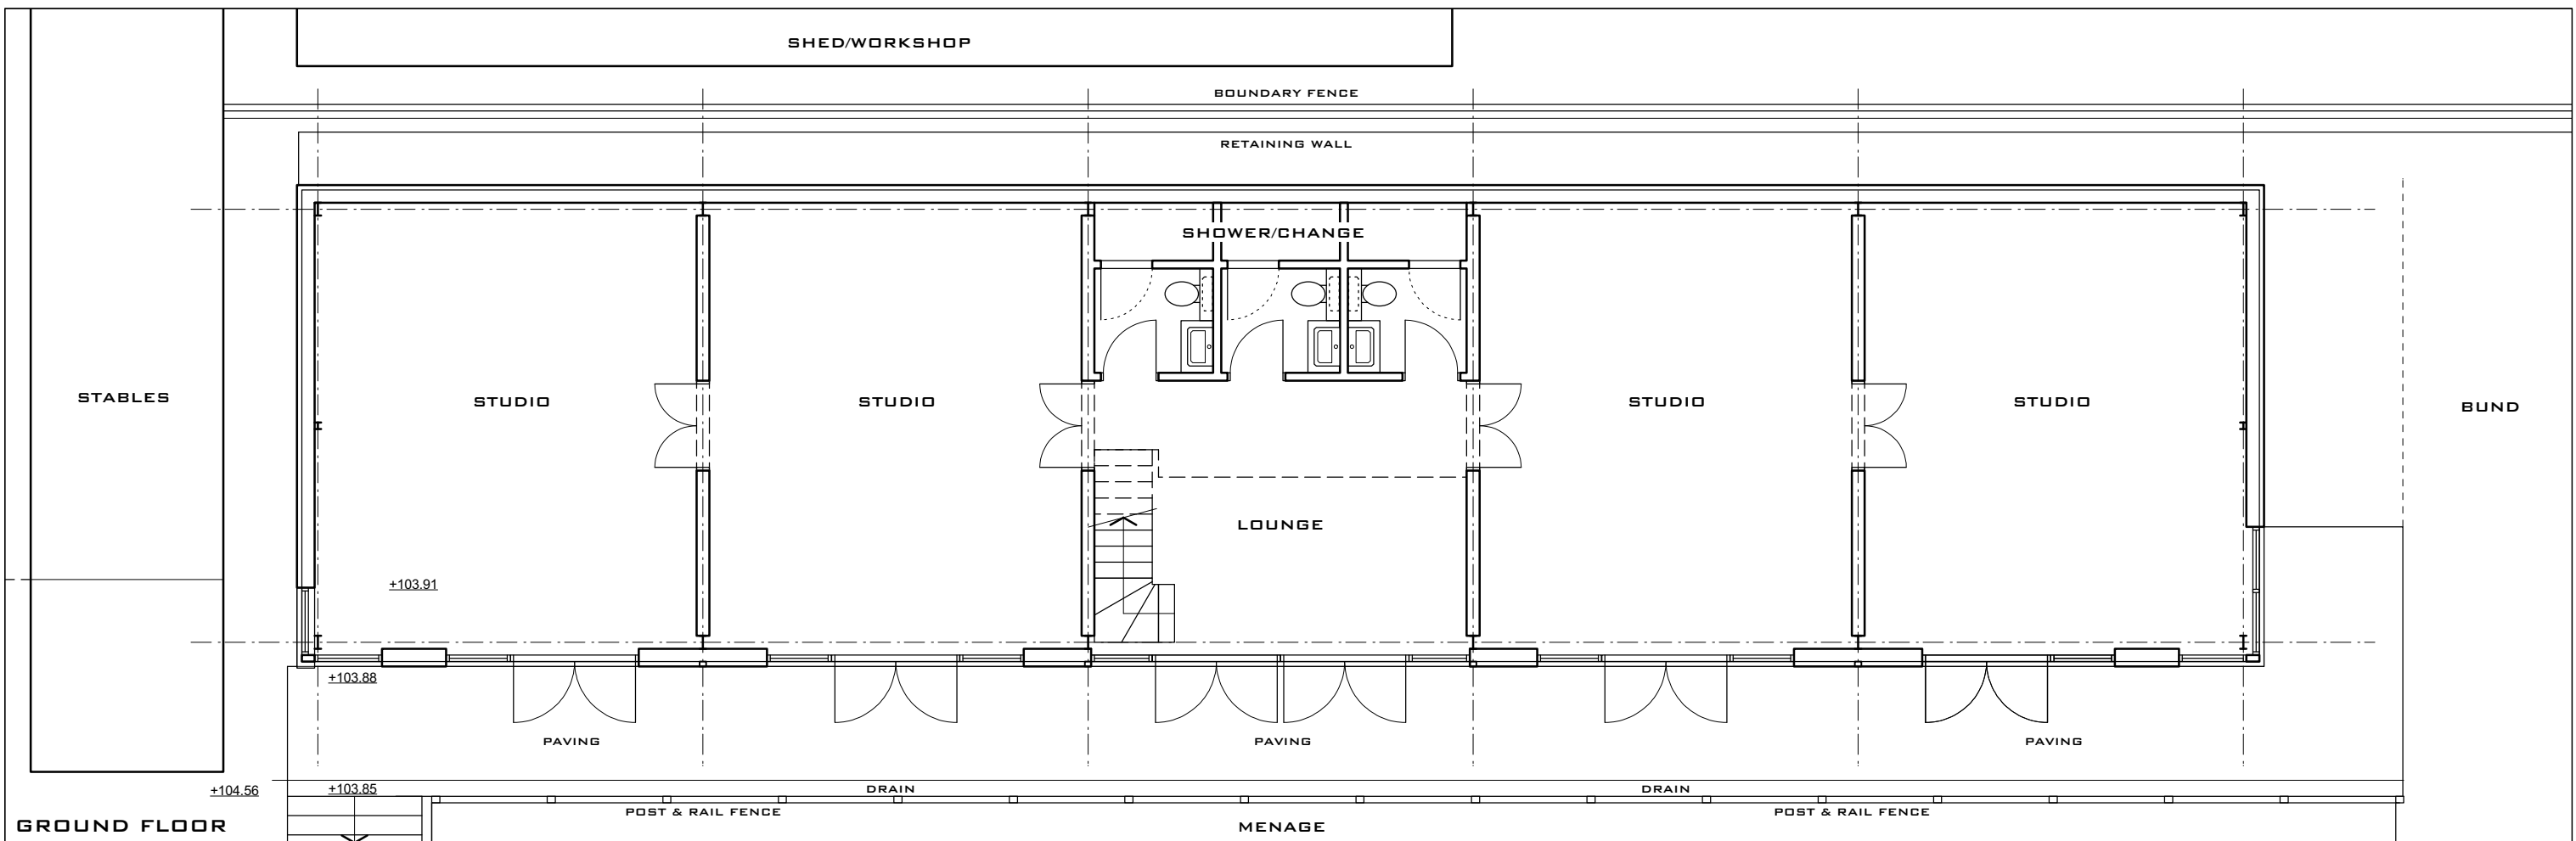 SHED/WORKSHOP
BOUNDARY FENCE
RETAINING WALL
SHOWER/CHANGE
STABLES
STUDIO
STUDIO
STUDIO
STUDIO
BUND
LOUNGE
+103.91
+103.88
PAVING
PAVING
PAVING
+104.56
+103.85
DRAIN
DRAIN
POST & RAIL FENCE
POST & RAIL FENCE
GROUND FLOOR
MENAGE